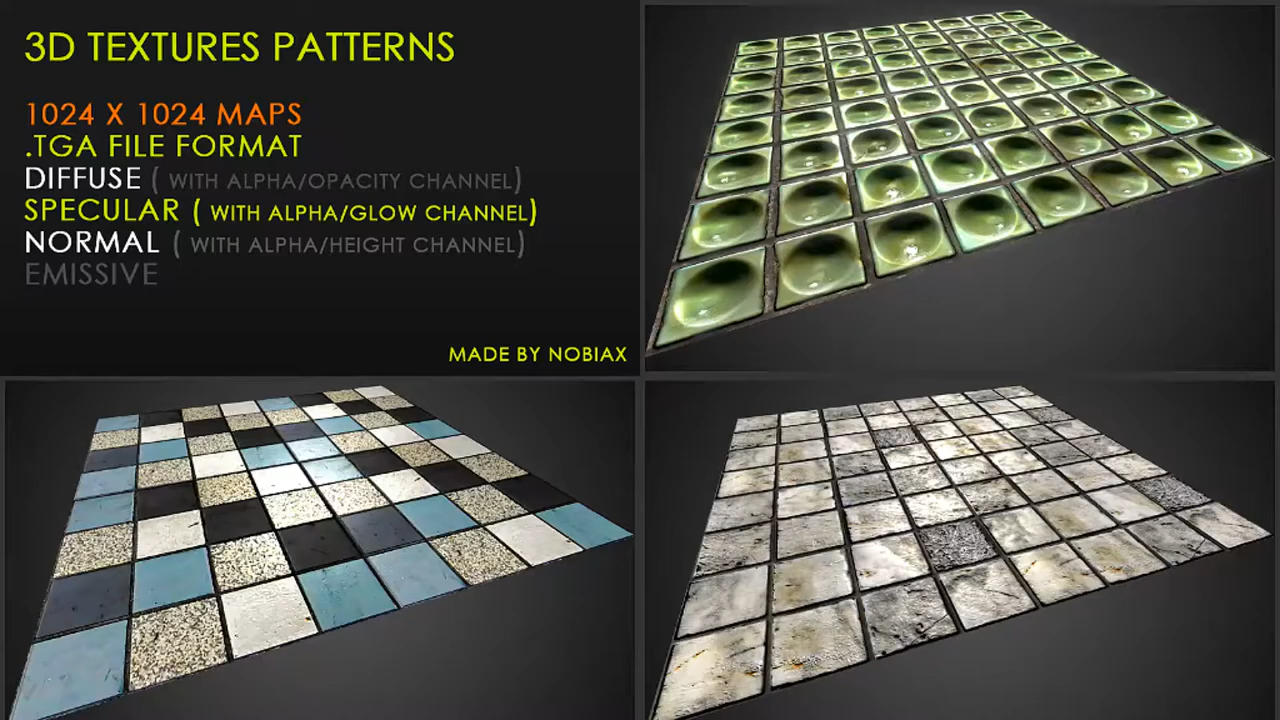 3D TEXTURES PATTERNS
1024 X 1024 MAPS
.TGA FILE FORMAT
DIFFUSE ( WITH ALPHA/OPACITY CHANNEL)
SPECULAR ( WITH ALPHA/GLOW CHANNEL)
NORMAL ( WITH ALPHA/HEIGHT CHANNEL)
EMISSIVE
MADE BY NOBIAX